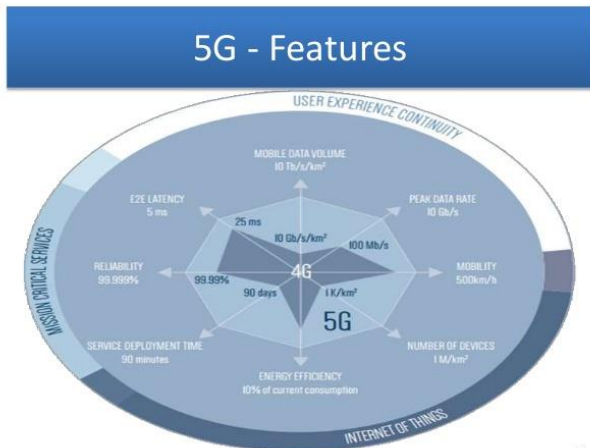 5G - Features
USER EXPERIENCE CONTINUITY
MOBILE DATA VOLUME
10 Tb/s/km²
E2E LATENCY
5 ms
PEAK DATA RATE
10 Gb/s
25 ms
10 Gb/s/km²
100 Mb/s
RELIABILITY
99.999%
99.99%
4G
MOBILITY
500km/h
90 days
1 K/km²
5G
SERVICE DEPLOYMENT TIME
90 minutes
NUMBER OF DEVICES
1 M/km²
ENERGY EFFICIENCY
10% of current consumption
MISSION CRITICAL SERVICES
INTERNET OF THINGS